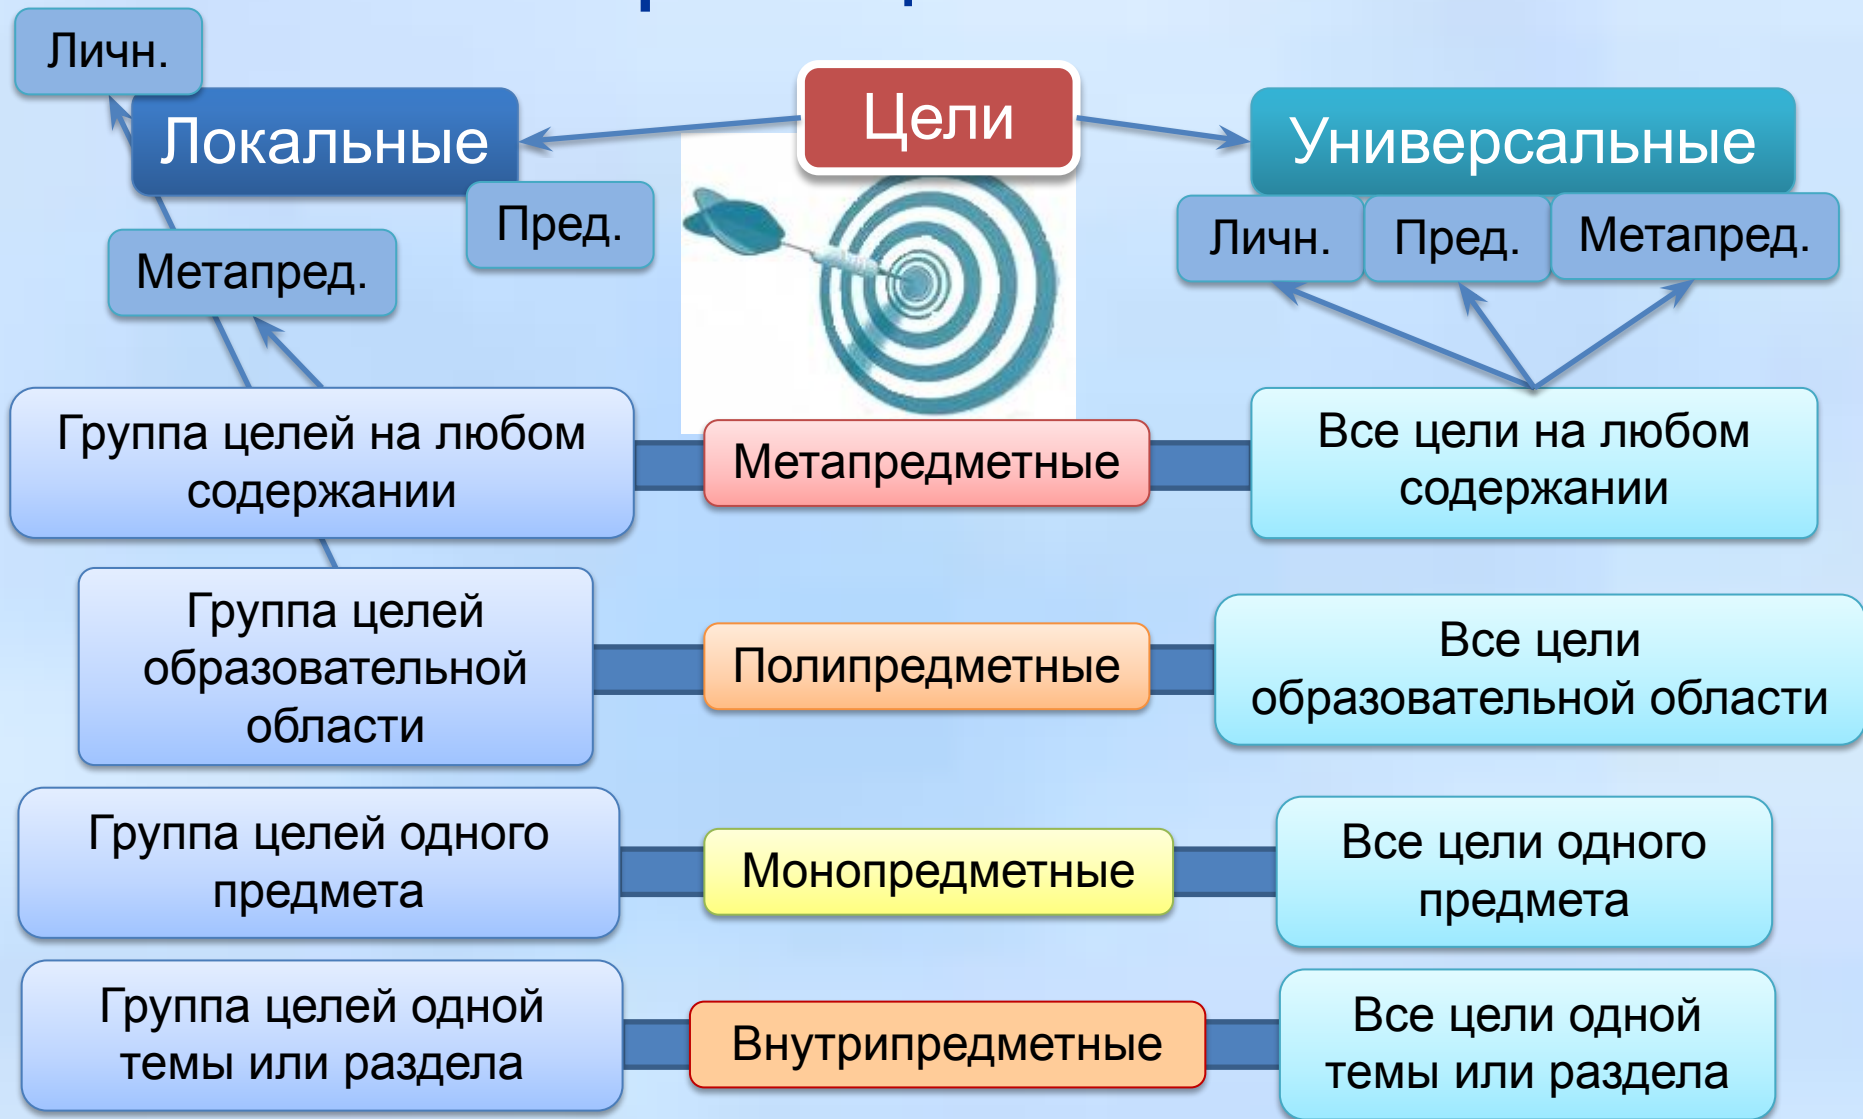 Личн.
Цели
Локальные
Универсальные
Пред.
Метапред.
Личн.
Пред.
Метапред.
Группа целей на любом
содержании
Метапредметные
Все цели на любом
содержании
Группа целей
образовательной
области
Полипредметные
Все цели
образовательной области
Группа целей одного
предмета
Монопредметные
Все цели одного
предмета
Группа целей одной
темы или раздела
Внутрипредметные
Все цели одной
темы или раздела